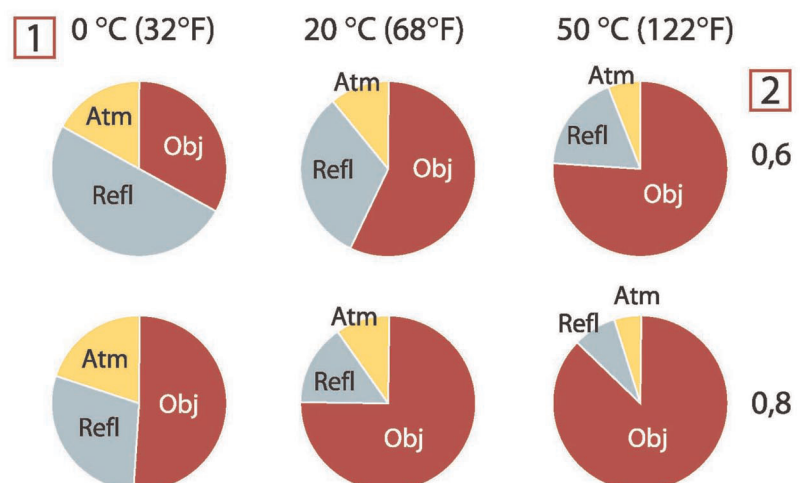 1 0 °C (32°F) 20 °C (68°F) 50 °C (122°F)
2
0,6
Atm Obj Refl
Atm Refl Obj
Atm Refl Obj
Atm Obj Refl
Atm Refl Obj
Atm Refl Obj
0,8